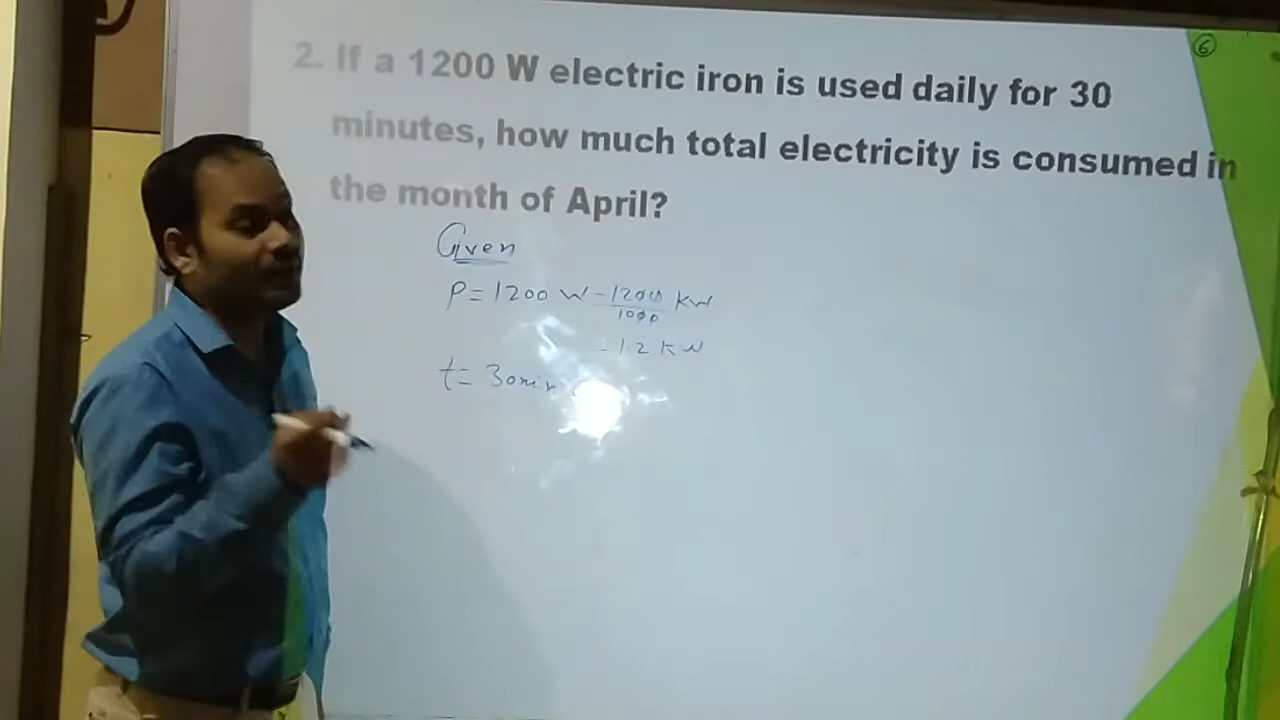 6
2. If a 1200 W electric iron is used daily for 30
minutes, how much total electricity is consumed in
the month of April?
Given
P = 1200 W = 1200/1000 kW
= 1.2 kW
t = 30min